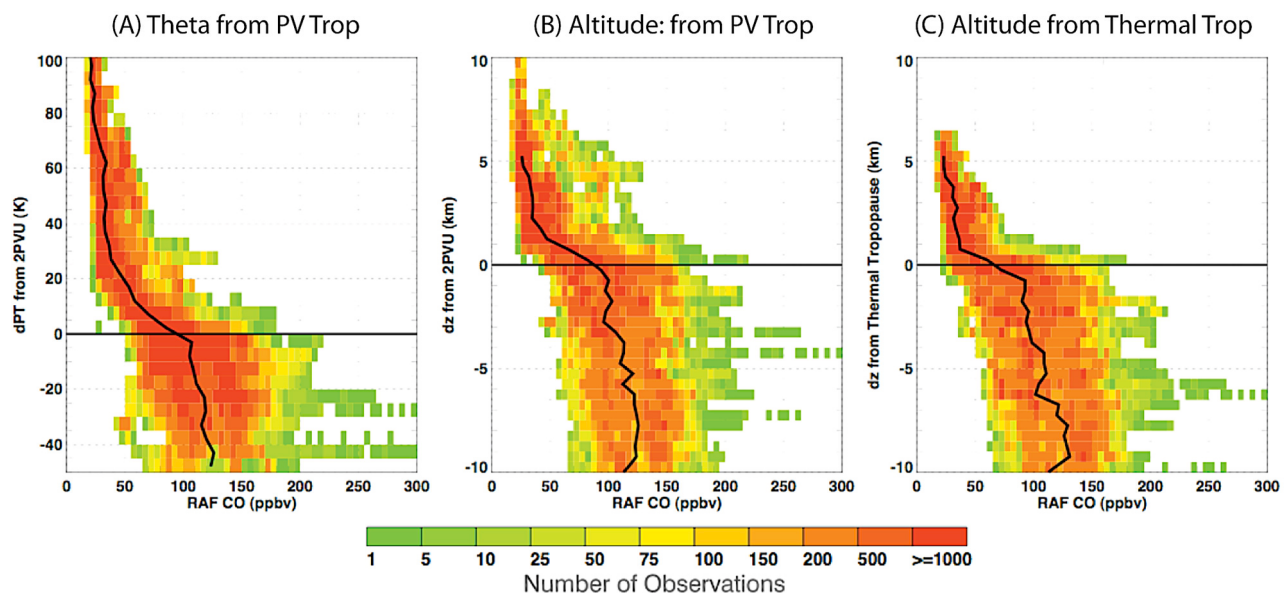 (A) Theta from PV Trop
(B) Altitude: from PV Trop
(C) Altitude from Thermal Trop
dPT from 2PVU (K)
100
80
60
40
20
0
-20
-40
0 50 100 150 200 250 300
RAF CO (ppbv)
dz from 2PVU (km)
10
5
0
-5
-10
0 50 100 150 200 250 300
RAF CO (ppbv)
dz from Thermal Tropopause (km)
10
5
0
-5
-10
0 50 100 150 200 250 300
RAF CO (ppbv)
1 5 10 25 50 75 100 150 200 500 >=1000
Number of Observations